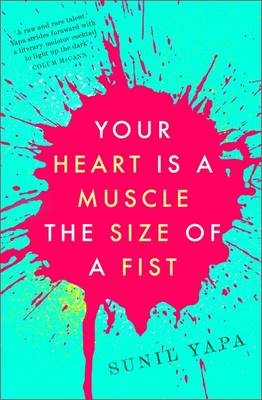 "A raw and rare talent.
Yapa strides foraward with
a literary molotov cocktail
to light up the dark"
COLUM McCANN
YOUR
HEART IS A
MUSCLE
THE SIZE OF
A FIST
SUNIL YAPA